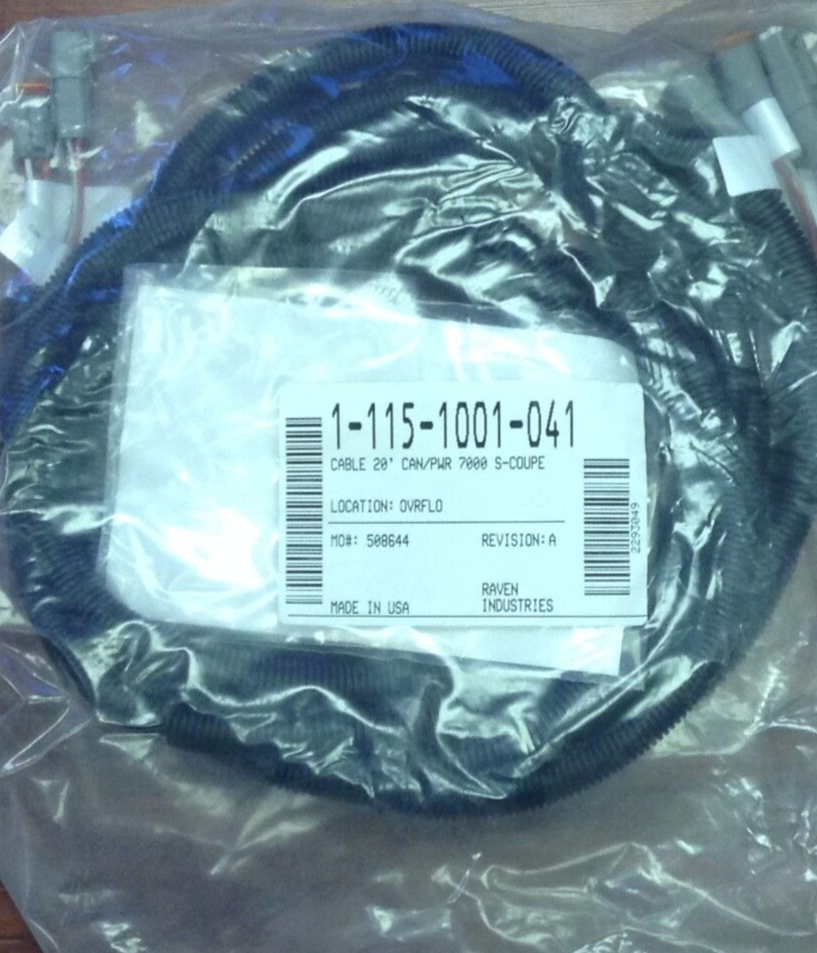 1-115-1001-041
CABLE 20' CAN/PWR 7000 S-COUPE
LOCATION: OVRFLO
MO#: 508644 REVISION: A
RAVEN
MADE IN USA INDUSTRIES
2293049